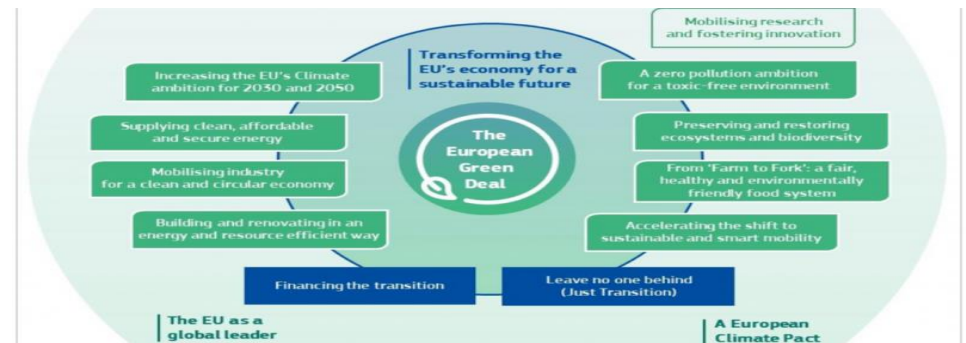 Mobilising research
and fostering innovation
Transforming the
EU's economy for a
sustainable future
Increasing the EU's Climate
ambition for 2030 and 2050
A zero pollution ambition
for a toxic-free environment
Supplying clean, affordable
and secure energy
The
European
Green
Deal
Preserving and restoring
ecosystems and biodiversity
Mobilising industry
for a clean and circular economy
From 'Farm to Fork': a fair,
healthy and environmentally
friendly food system
Building and renovating in an
energy and resource efficient way
Accelerating the shift to
sustainable and smart mobility
Financing the transition
Leave no one behind
(Just Transition)
The EU as a
global leader
A European
Climate Pact